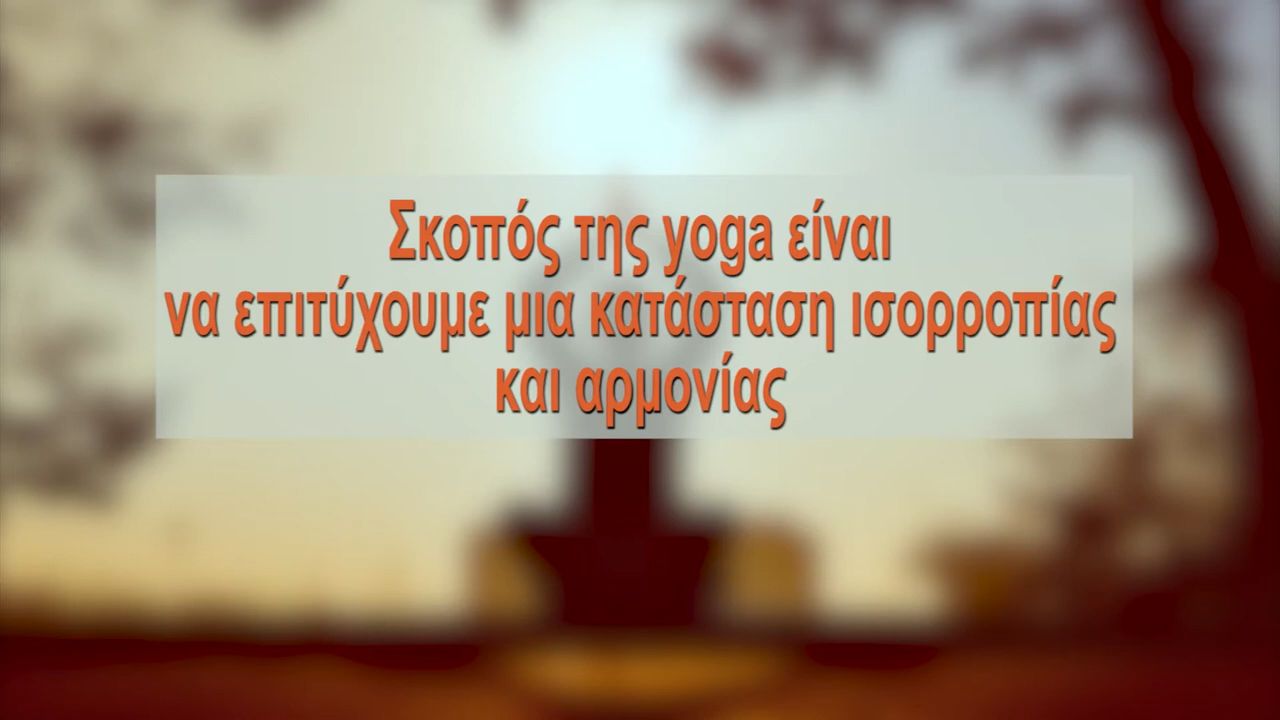 Σκοπός της yoga είναι
να επιτύχουμε μια κατάσταση ισορροπίας
και αρμονίας